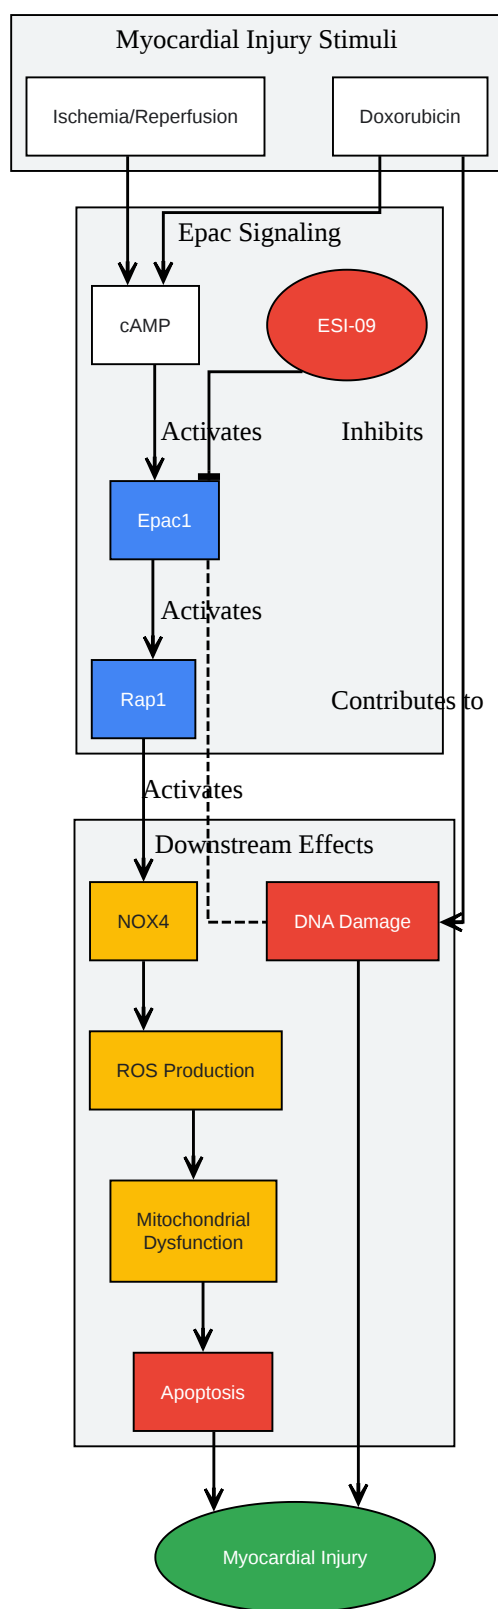 Myocardial Injury Stimuli
Ischemia/Reperfusion
Doxorubicin
Epac Signaling
cAMP
ESI-09
Activates
Inhibits
Epac1
Activates
Rap1
Contributes to
Activates
Downstream Effects
NOX4
DNA Damage
ROS Production
Mitochondrial
Dysfunction
Apoptosis
Myocardial Injury